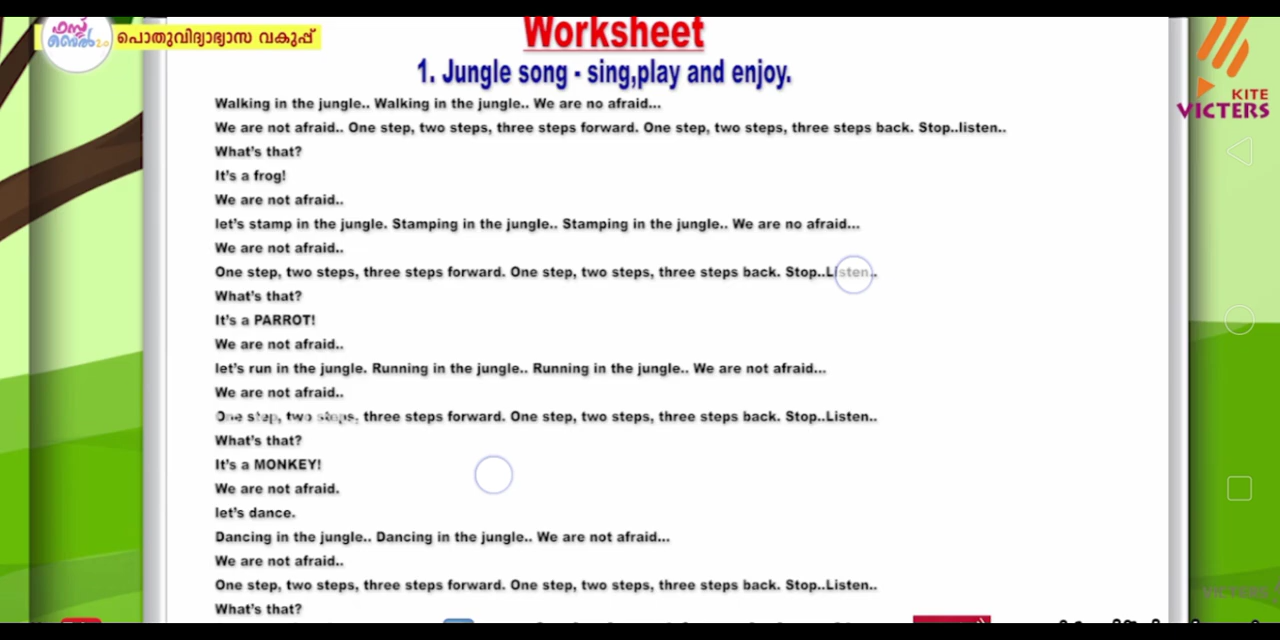 ഫസ്റ്റ്
ബെൽ 2.0
പൊതുവിദ്യാഭ്യാസ വകുപ്പ്
Worksheet
1. Jungle song - sing,play and enjoy.
KITE
VICTERS
Walking in the jungle.. Walking in the jungle.. We are no afraid...
We are not afraid.. One step, two steps, three steps forward. One step, two steps, three steps back. Stop..listen..
What's that?
It's a frog!
We are not afraid..
let's stamp in the jungle. Stamping in the jungle.. Stamping in the jungle.. We are no afraid...
We are not afraid..
One step, two steps, three steps forward. One step, two steps, three steps back. Stop..Listen..
What's that?
It's a PARROT!
We are not afraid..
let's run in the jungle. Running in the jungle.. Running in the jungle.. We are not afraid...
We are not afraid..
One step, two steps, three steps forward. One step, two steps, three steps back. Stop..Listen..
What's that?
It's a MONKEY!
We are not afraid.
let's dance.
Dancing in the jungle.. Dancing in the jungle.. We are not afraid...
We are not afraid..
One step, two steps, three steps forward. One step, two steps, three steps back. Stop..Listen..
VICTERS
What's that?